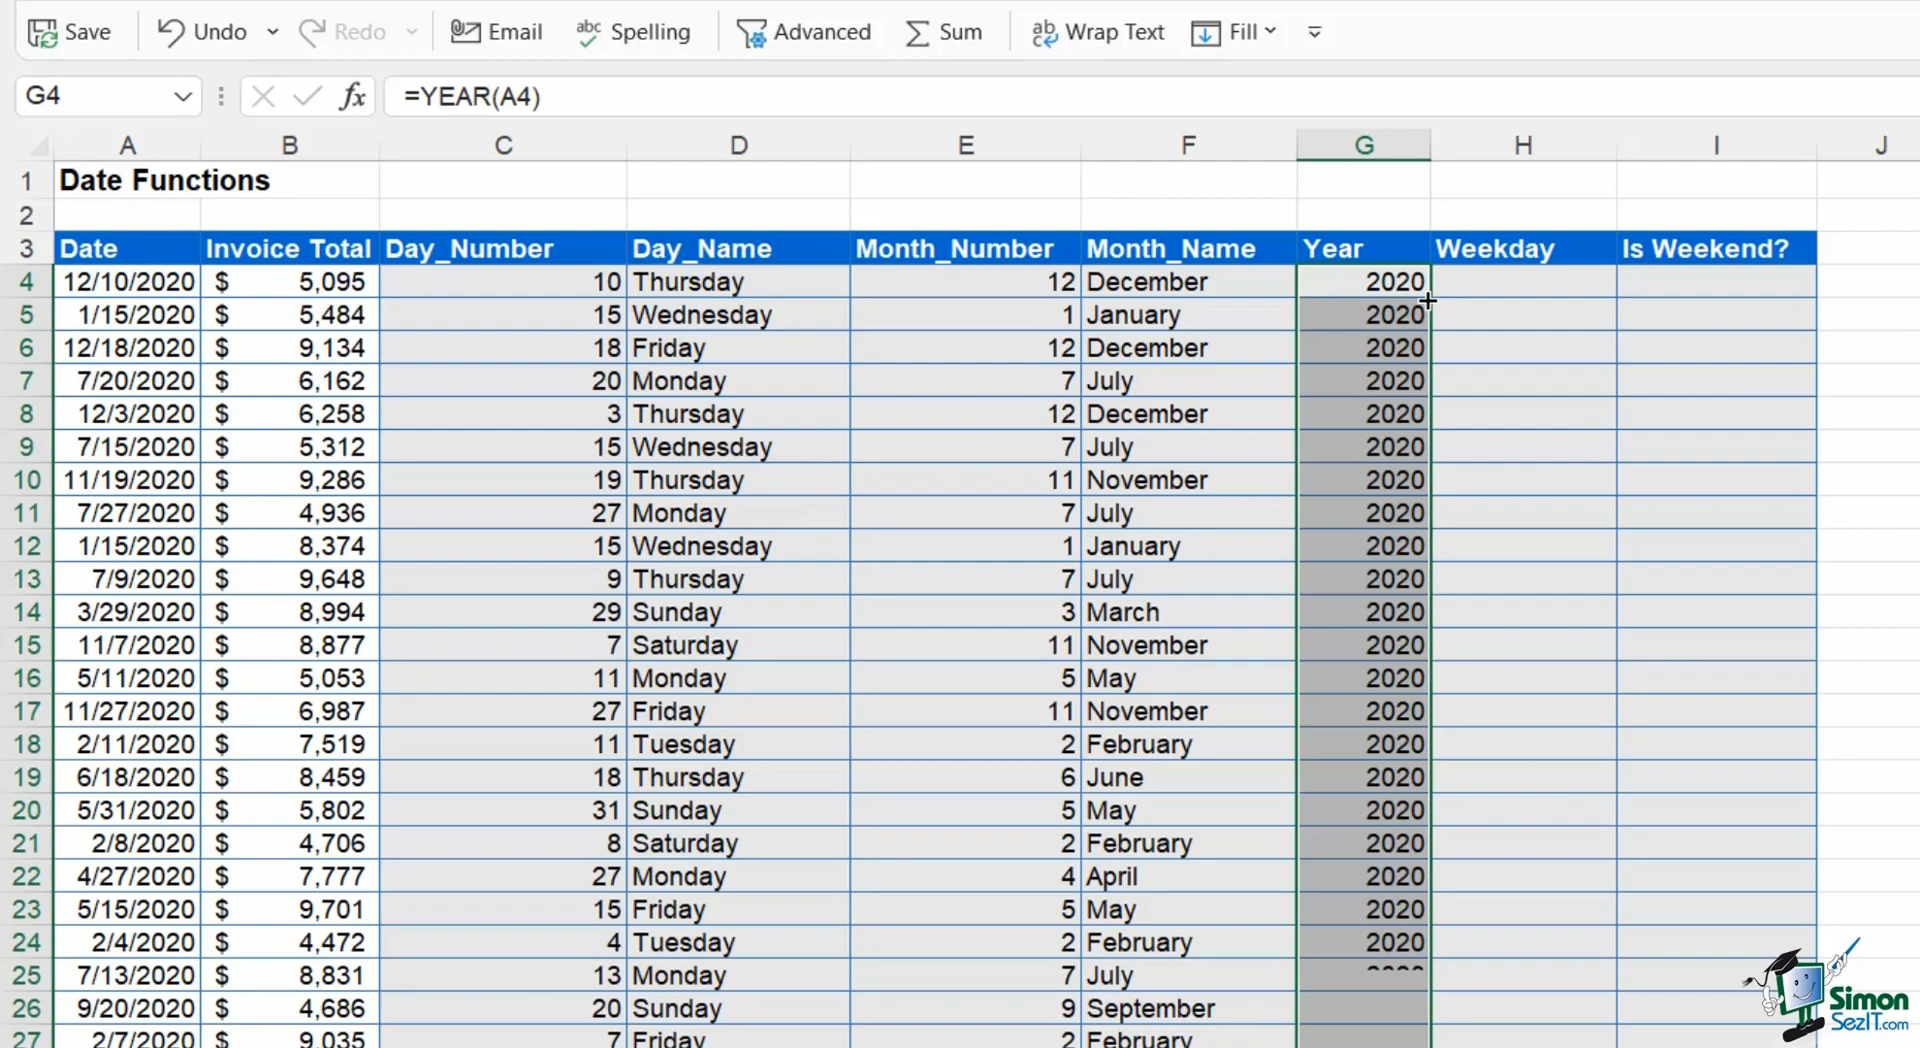 Save Undo Redo Email abc Spelling Advanced Sum ab c Wrap Text Fill
G4 fx =YEAR(A4)
A B C D E F G H I J
1 Date Functions
2
3 Date Invoice Total Day_Number Day_Name Month_Number Month_Name Year Weekday Is Weekend?
4 12/10/2020 $ 5,095 10 Thursday 12 December 2020
5 1/15/2020 $ 5,484 15 Wednesday 1 January 2020
6 12/18/2020 $ 9,134 18 Friday 12 December 2020
7 7/20/2020 $ 6,162 20 Monday 7 July 2020
8 12/3/2020 $ 6,258 3 Thursday 12 December 2020
9 7/15/2020 $ 5,312 15 Wednesday 7 July 2020
10 11/19/2020 $ 9,286 19 Thursday 11 November 2020
11 7/27/2020 $ 4,936 27 Monday 7 July 2020
12 1/15/2020 $ 8,374 15 Wednesday 1 January 2020
13 7/9/2020 $ 9,648 9 Thursday 7 July 2020
14 3/29/2020 $ 8,994 29 Sunday 3 March 2020
15 11/7/2020 $ 8,877 7 Saturday 11 November 2020
16 5/11/2020 $ 5,053 11 Monday 5 May 2020
17 11/27/2020 $ 6,987 27 Friday 11 November 2020
18 2/11/2020 $ 7,519 11 Tuesday 2 February 2020
19 6/18/2020 $ 8,459 18 Thursday 6 June 2020
20 5/31/2020 $ 5,802 31 Sunday 5 May 2020
21 2/8/2020 $ 4,706 8 Saturday 2 February 2020
22 4/27/2020 $ 7,777 27 Monday 4 April 2020
23 5/15/2020 $ 9,701 15 Friday 5 May 2020
24 2/4/2020 $ 4,472 4 Tuesday 2 February 2020
25 7/13/2020 $ 8,831 13 Monday 7 July
26 9/20/2020 $ 4,686 20 Sunday 9 September
27 2/7/2020 $ 9,035 7 Friday 2 February
Simon
SezIT.com